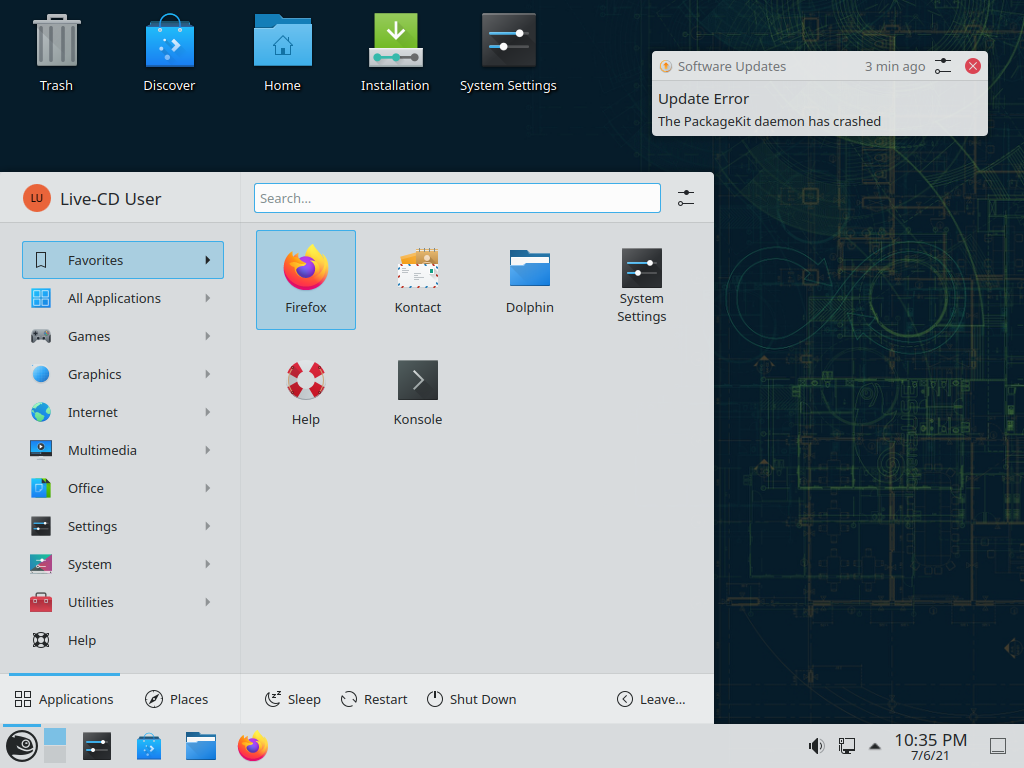 Trash
Discover
Home
Installation
System Settings
Software Updates
3 min ago
Update Error
The PackageKit daemon has crashed
LU
Live-CD User
Search...
Favorites
All Applications
Games
Graphics
Internet
Multimedia
Office
Settings
System
Utilities
Help
Firefox
Kontact
Dolphin
System
Settings
Help
Konsole
Applications
Places
Sleep
Restart
Shut Down
Leave...
10:35 PM
7/6/21